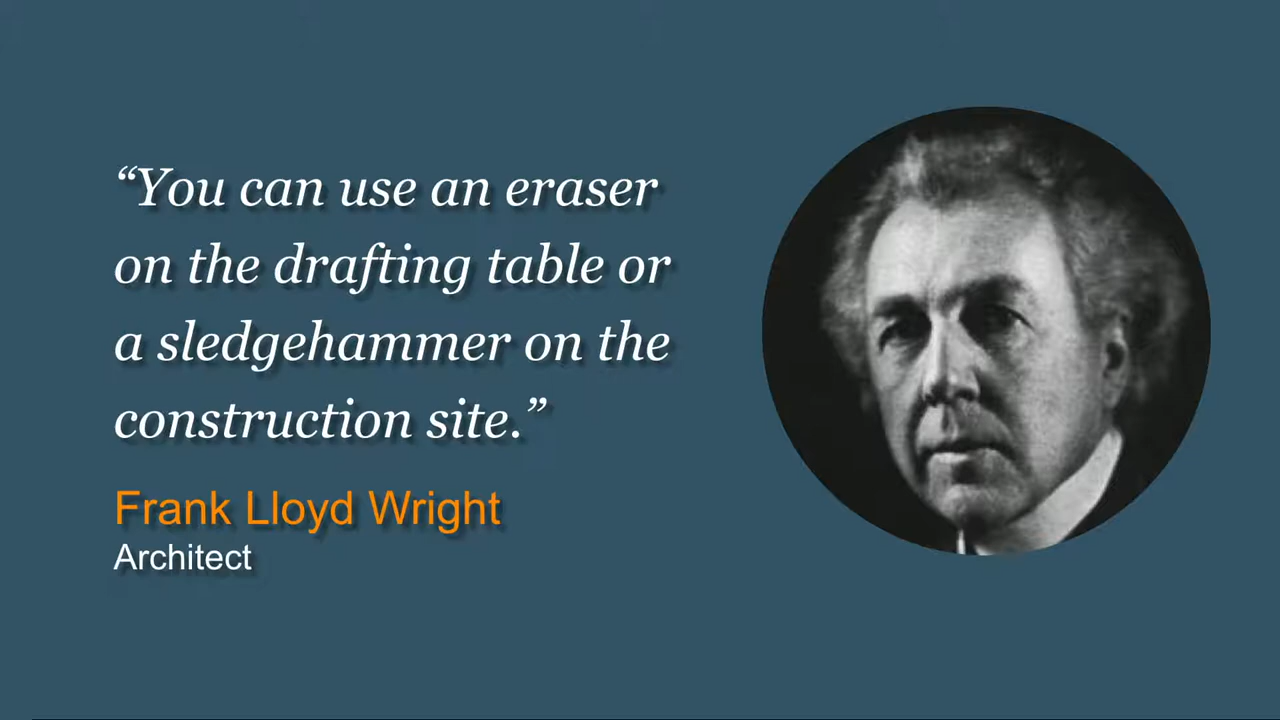 “You can use an eraser
on the drafting table or
a sledgehammer on the
construction site.”
Frank Lloyd Wright
Architect